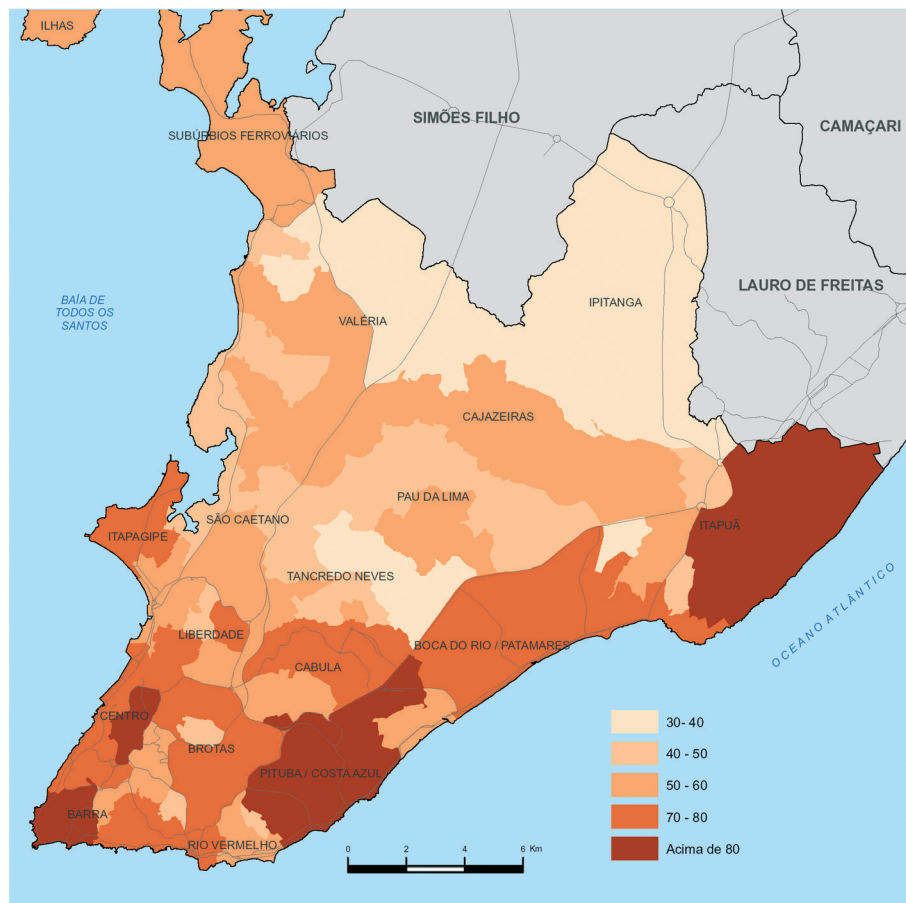 ILHAS
SUBÚRBIOS FERROVIÁRIOS
SIMÕES FILHO
CAMAÇARI
LAURO DE FREITAS
BAÍA DE
TODOS OS
SANTOS
IPITANGA
VALÉRIA
CAJAZEIRAS
PAU DA LIMA
SÃO CAETANO
ITAPAGIPE
ITAPUÃ
TANCREDO NEVES
OCEANO ATLÂNTICO
LIBERDADE
BOCA DO RIO / PATAMARES
CABULA
CENTRO
BROTAS
PITUBA / COSTA AZUL
BARRA
RIO VERMELHO
30- 40
40 - 50
50 - 60
70 - 80
Acima de 80
0 2 4 6 Km